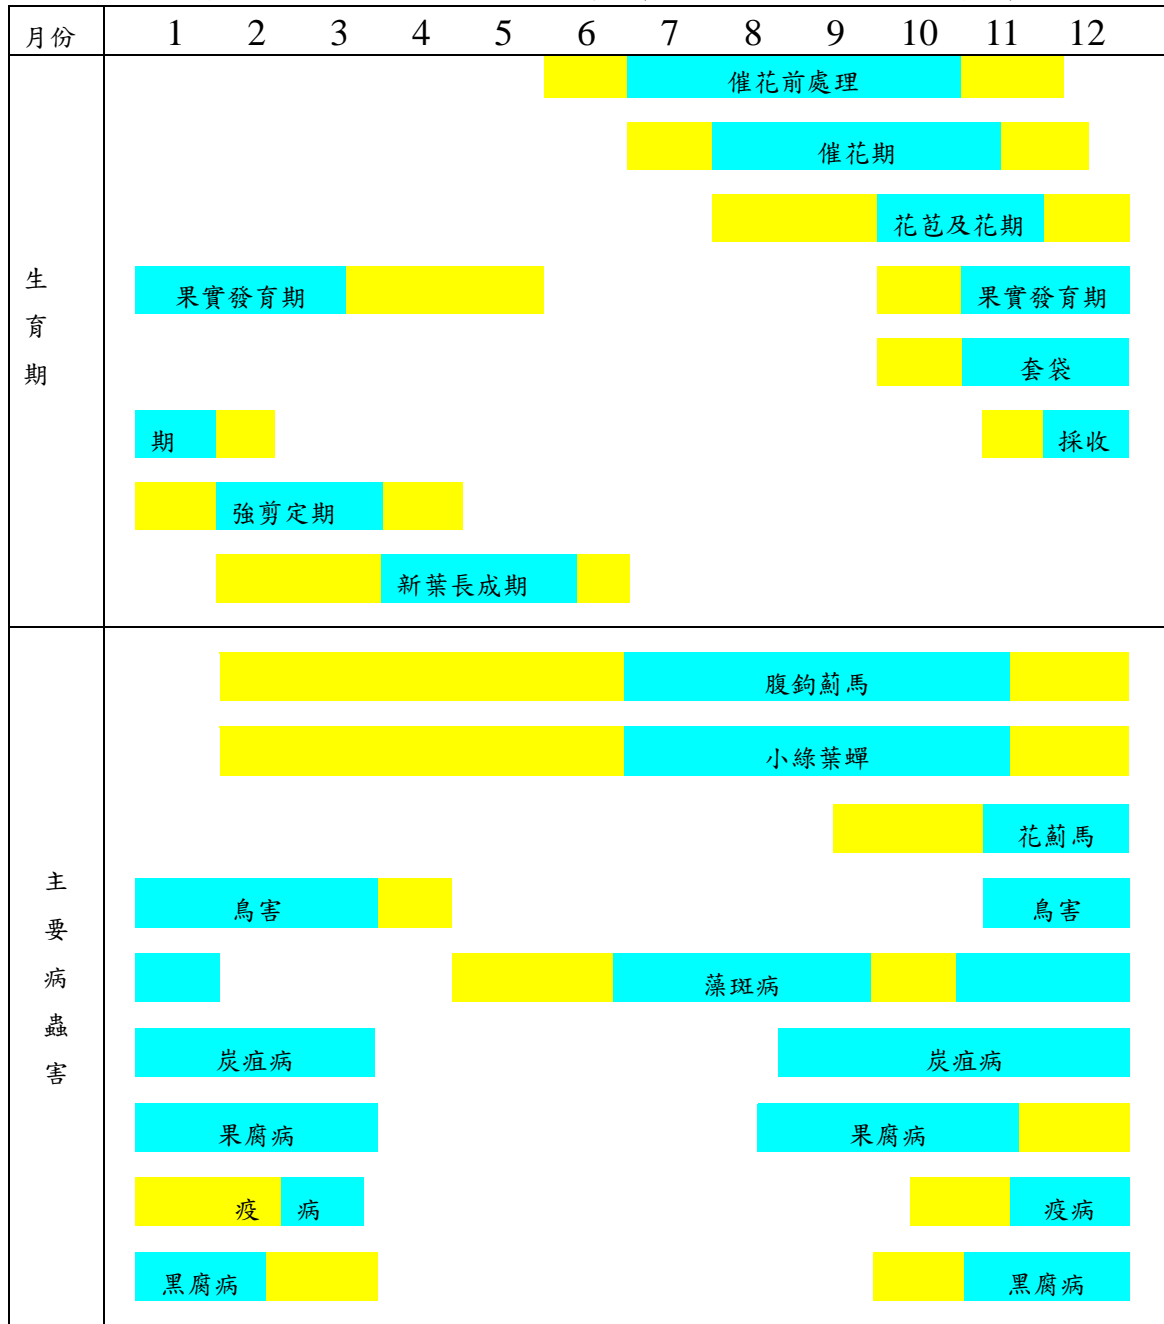 月份 1 2 3 4 5 6 7 8 9 10 11 12
生育期
催花前處理
催花期
花苞及花期
果實發育期 果實發育期
套袋
期 採收
強剪定期
新葉長成期
主要病蟲害
腹鉤薊馬
小綠葉蟬
花薊馬
鳥害 鳥害
藻斑病
炭疽病 炭疽病
果腐病 果腐病
疫病 疫病
黑腐病 黑腐病